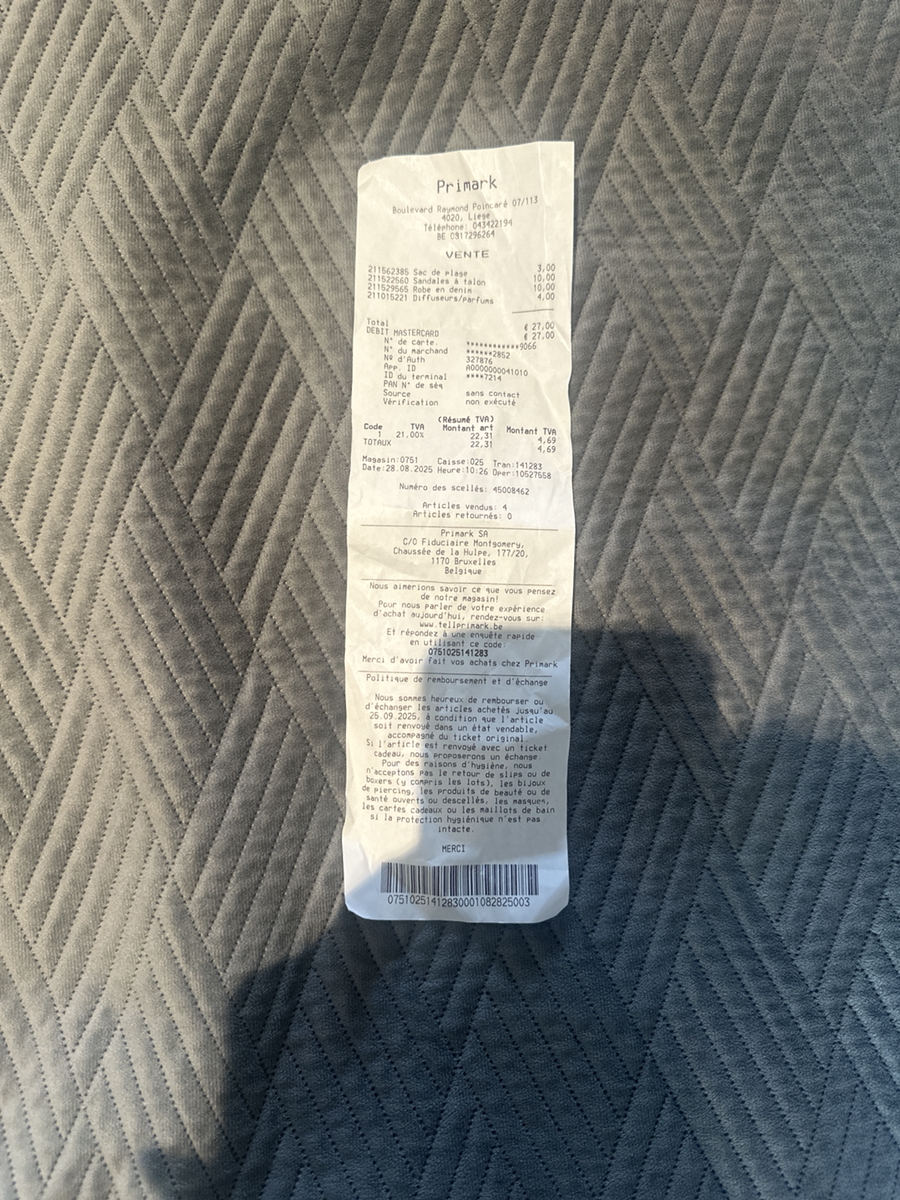 Primark
Boulevard Raymond Poincaré 07/113
4020, Liege
Téléphone: 043422194
BE 0817296264
VENTE
211562385 Sac de plage 3,00
211522560 Sandales à talon 10,00
211529565 Robe en denim 10,00
211015221 Diffuseurs/parfums 4,00
Total € 27,00
DEBIT MASTERCARD € 27,00
N° de carte. ************9066
N° du marchand ******2852
Nº d'Auth 327876
App. ID A0000000041010
ID du terminal ****7214
PAN N° de séq
Source sans contact
Vérification non exécuté
(Résumé TVA)
Code TVA Montant art Montant TVA
1 21,00% 22,31 4,69
TOTAUX 22,31 4,69
Magasin:0751 Caisse:025 Tran:141283
Date:28.08.2025 Heure:10:26 Oper:10527558
Numéro des scellés: 45008462
Articles vendus: 4
Articles retournés: 0
Primark SA
C/O Fiduciaire Montgomery,
Chaussée de la Hulpe, 177/20,
1170 Bruxelles
Belgique
Nous aimerions savoir ce que vous pensez
de notre magasin!
Pour nous parler de votre expérience
d'achat aujourd'hui, rendez-vous sur:
www.tellprimark.be
Et répondez à une enquête rapide
en utilisant ce code:
0751025141283
Merci d'avoir fait vos achats chez Primark
Politique de remboursement et d'échange
Nous sommes heureux de rembourser ou
d'échanger les articles achetés jusqu'au
25.09.2025, à condition que l'article
soit renvoyé dans un état vendable,
accompagné du ticket original.
Si l'article est renvoyé avec un ticket
cadeau, nous proposerons un échange.
Pour des raisons d'hygiène, nous
n'acceptons pas le retour de slips ou de
boxers (y compris les lots), les bijoux
de piercing, les produits de beauté ou de
santé ouverts ou descellés, les masques,
les cartes cadeaux ou les maillots de bain
si la protection hygiénique n'est pas
intacte.
MERCI
07510251412830001082825003